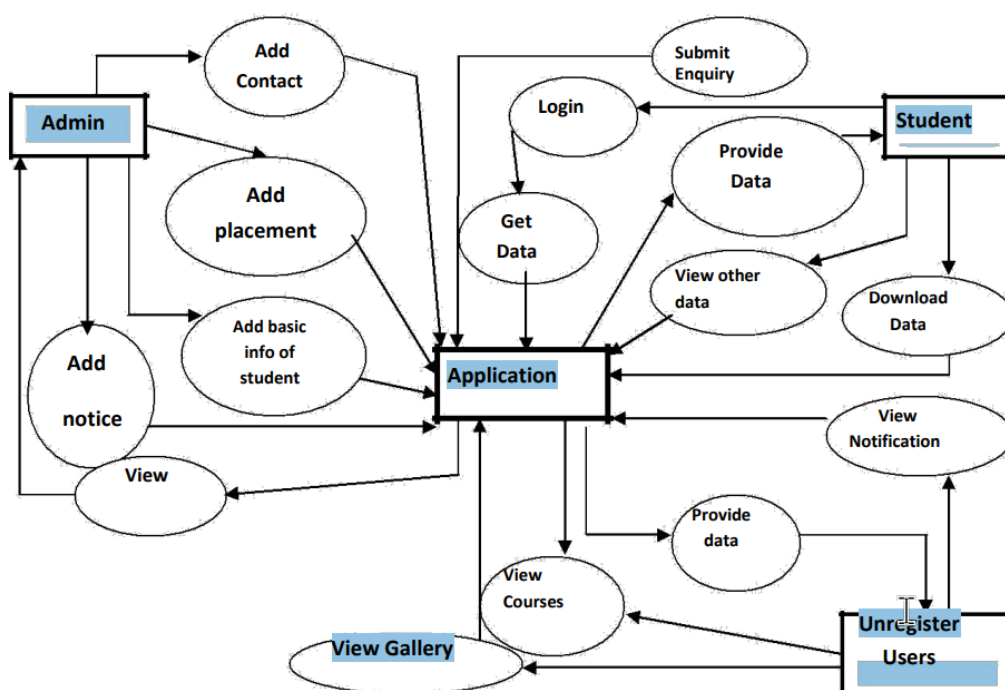 Add
Contact
Submit
Enquiry
Login
Admin
Student
Provide
Data
Add
placement
Get
Data
View other
data
Download
Data
Add basic
info of
student
Add
notice
Application
View
Notification
View
Provide
data
View
Courses
View Gallery
Unregister
Users